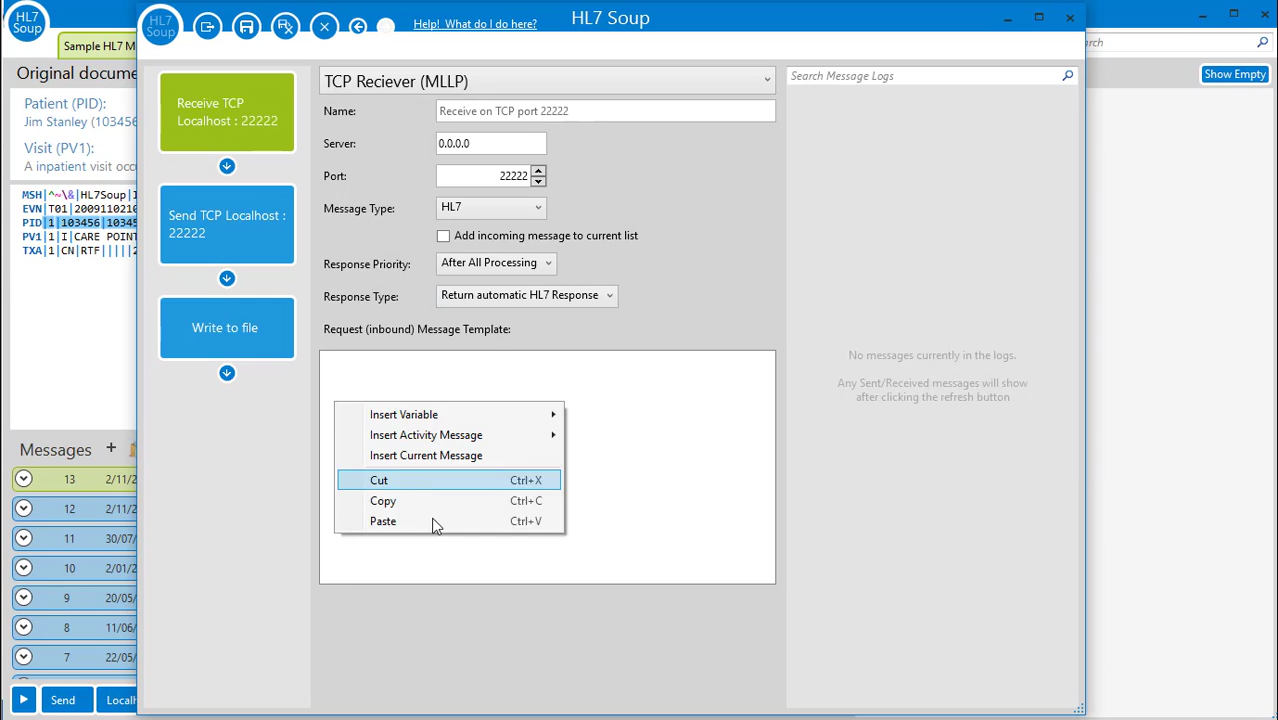 HL7 Soup
HL7 Soup
Help! What do I do here?
HL7 Soup
Sample HL7 M
earch
Original docume
Show Empty
Patient (PID):
Jim Stanley (103456
Visit (PV1):
A inpatient visit occ
MSH|^~\&|HL7Soup|I
EVN|T01|2009110210
PID|1|103456|10345
PV1|1|I|CARE POINT
TXA|1|CN|RTF|||||2
Messages +
13 2/11/2
12 2/11/2
11 30/07/
10 2/01/2
9 20/05/
8 11/06/
7 22/05/
Send
Localh
Receive TCP
Localhost : 22222
Send TCP Localhost :
22222
Write to file
TCP Reciever (MLLP)
Name: Receive on TCP port 22222
Server: 0.0.0.0
Port: 22222
Message Type: HL7
Add incoming message to current list
Response Priority: After All Processing
Response Type: Return automatic HL7 Response
Request (inbound) Message Template:
Insert Variable
Insert Activity Message
Insert Current Message
Cut Ctrl+X
Copy Ctrl+C
Paste Ctrl+V
Search Message Logs
No messages currently in the logs.
Any Sent/Received messages will show
after clicking the refresh button